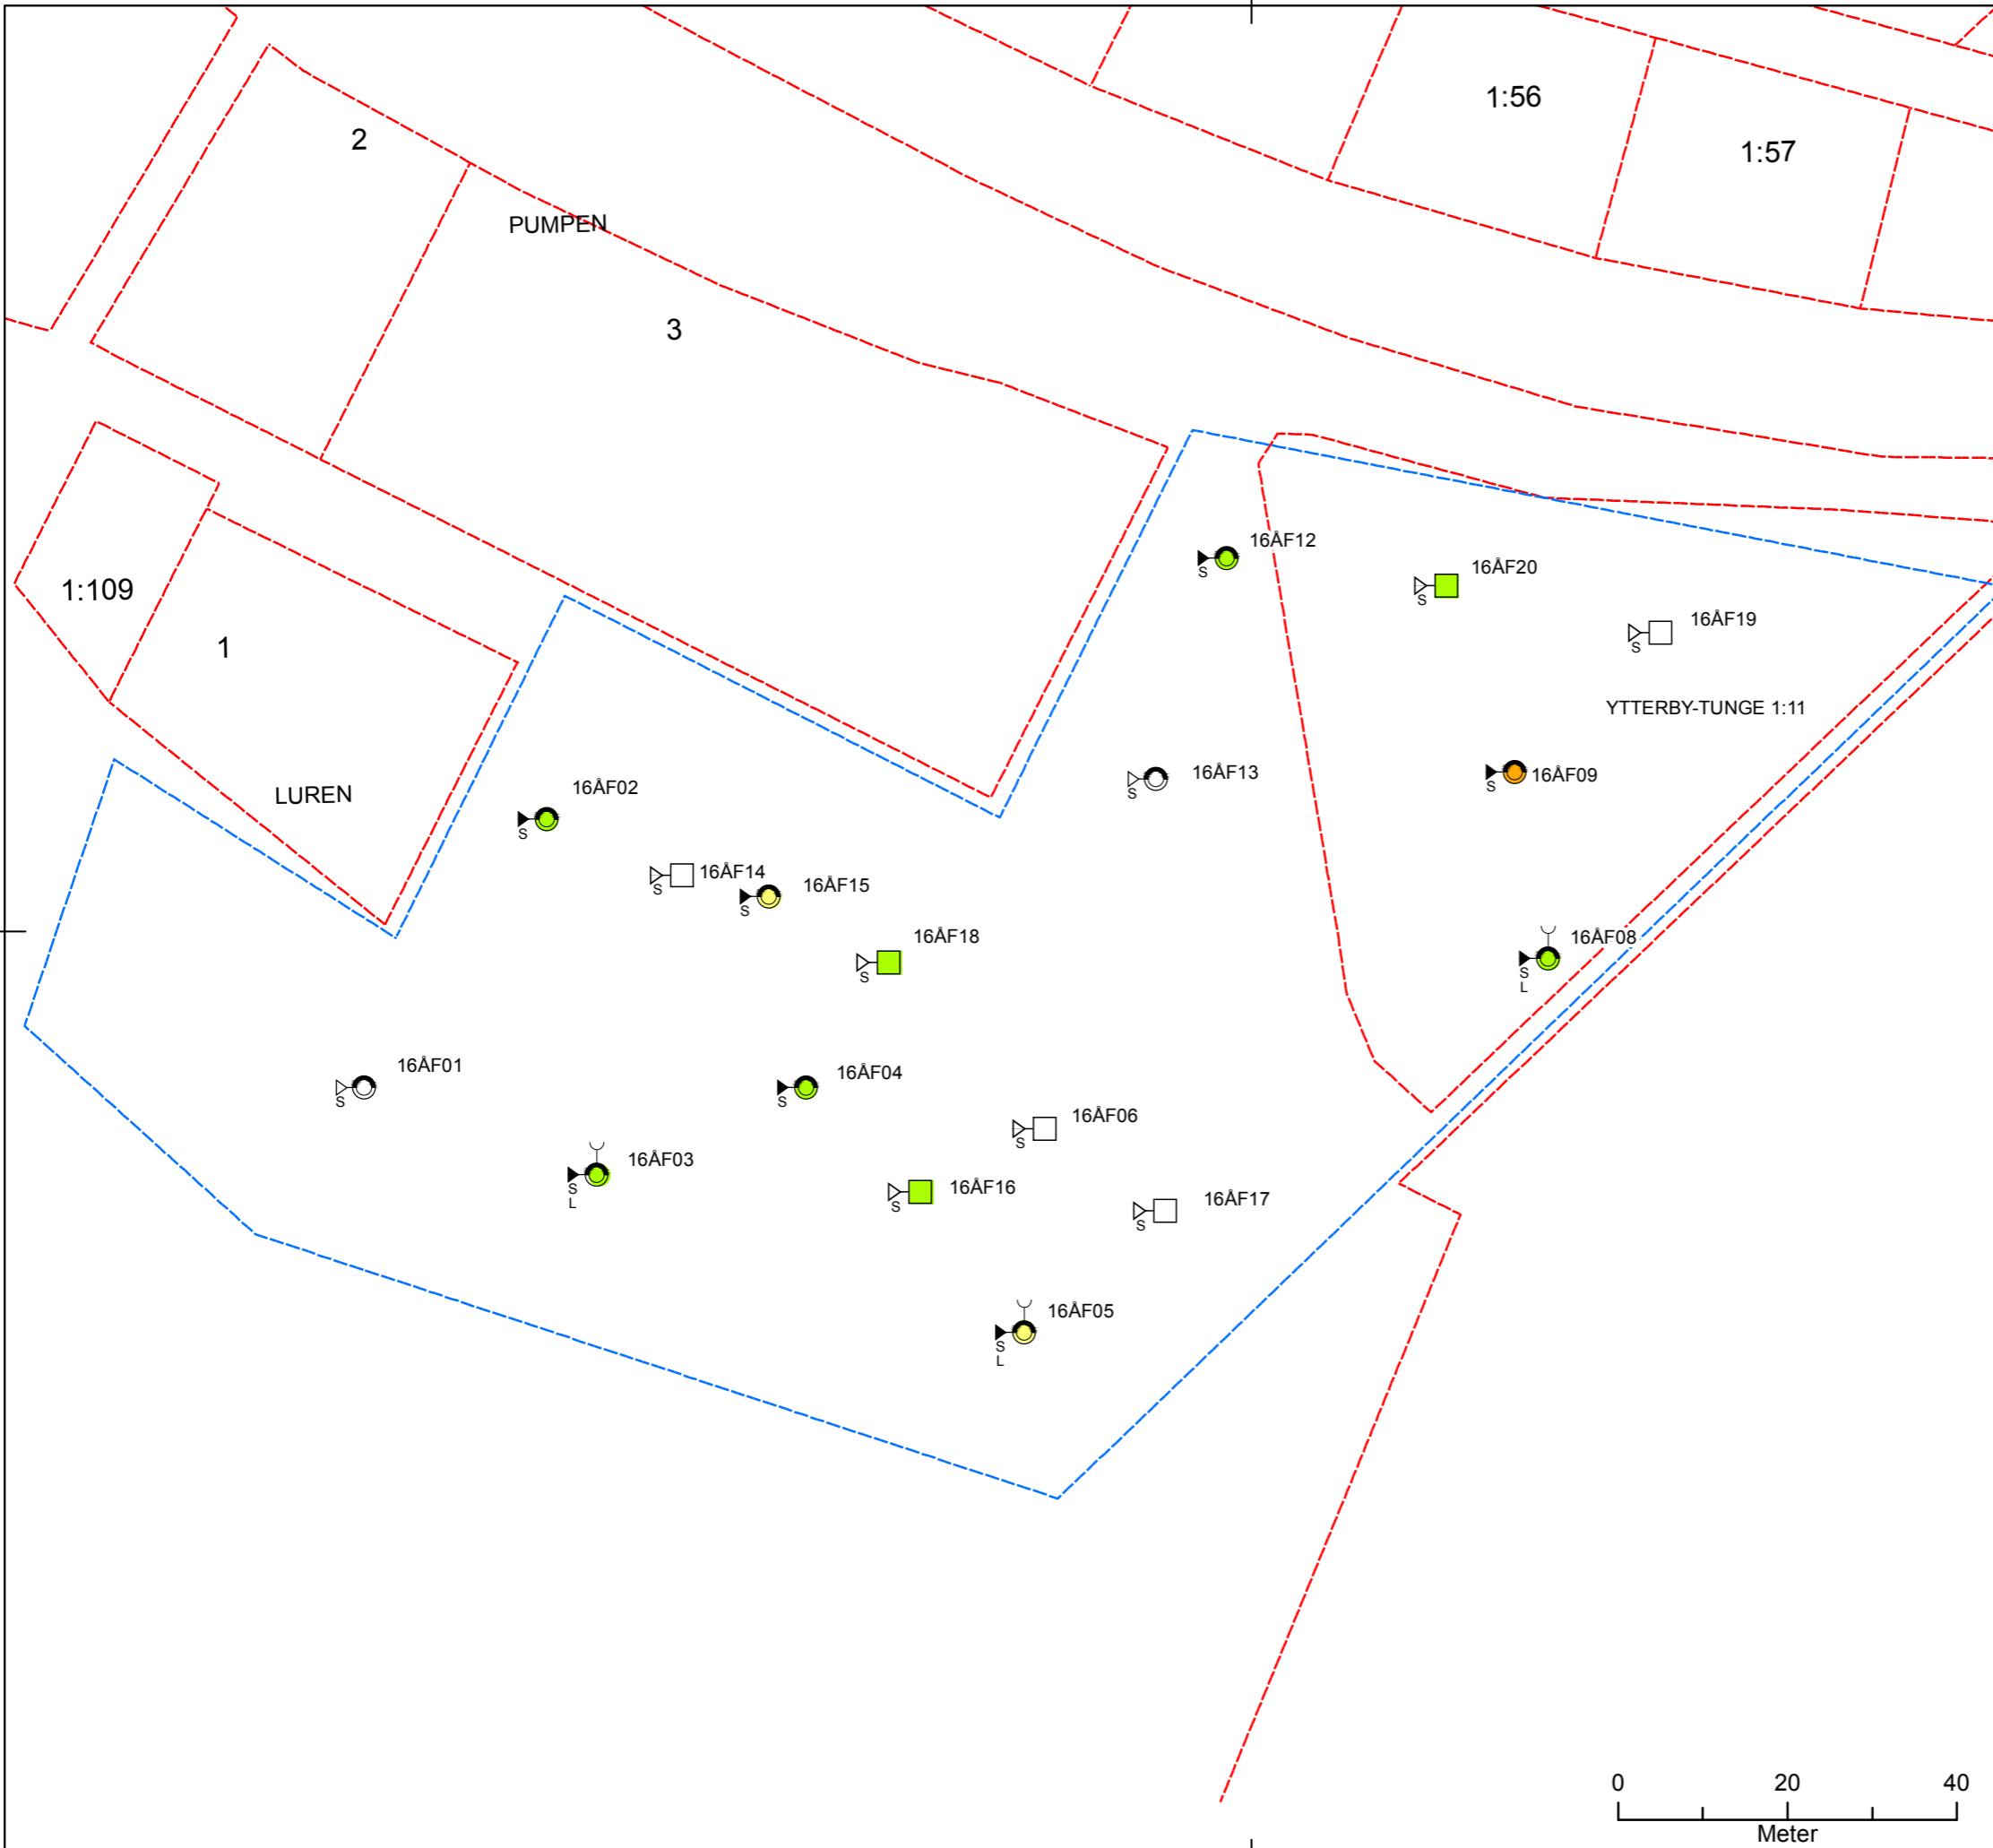 1:56
2
1:57
PUMPEN
3
16ÅF12
16ÅF20
1:109
16ÅF19
1
YTTERBY-TUNGE 1:11
S
S
S
16ÅF13
16ÅF09
S
S
LUREN
16ÅF02
S
16ÅF14
16ÅF15
S
S
16ÅF18
S
16ÅF08
S
L
16ÅF01
S
16ÅF04
S
16ÅF06
S
16ÅF03
S
L
16ÅF16
S
16ÅF17
S
16ÅF05
S
L
0 20 40
Meter